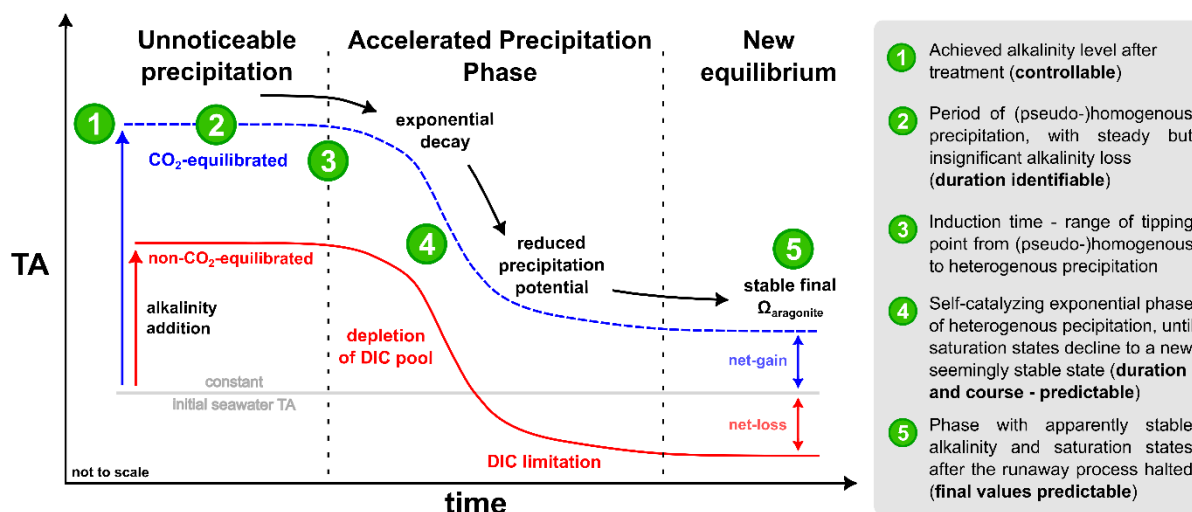 Unnoticeable
precipitation
Accelerated Precipitation
Phase
New
equilibrium
1
2
3
4
5
CO₂-equilibrated
exponential
decay
non-CO₂-equilibrated
alkalinity
addition
reduced
precipitation
potential
stable final
Ωaragonite
depletion
of DIC pool
net-gain
constant
initial seawater TA
net-loss
DIC limitation
not to scale
TA
time
1 Achieved alkalinity level after
treatment (controllable)
2 Period of (pseudo-)homogenous
precipitation, with steady but
insignificant alkalinity loss
(duration identifiable)
3 Induction time - range of tipping
point from (pseudo-)homogenous
to heterogenous precipitation
4 Self-catalyzing exponential phase
of heterogenous pecipitation, until
saturation states decline to a new
seemingly stable state (duration
and course - predictable)
5 Phase with apparently stable
alkalinity and saturation states
after the runaway process halted
(final values predictable)